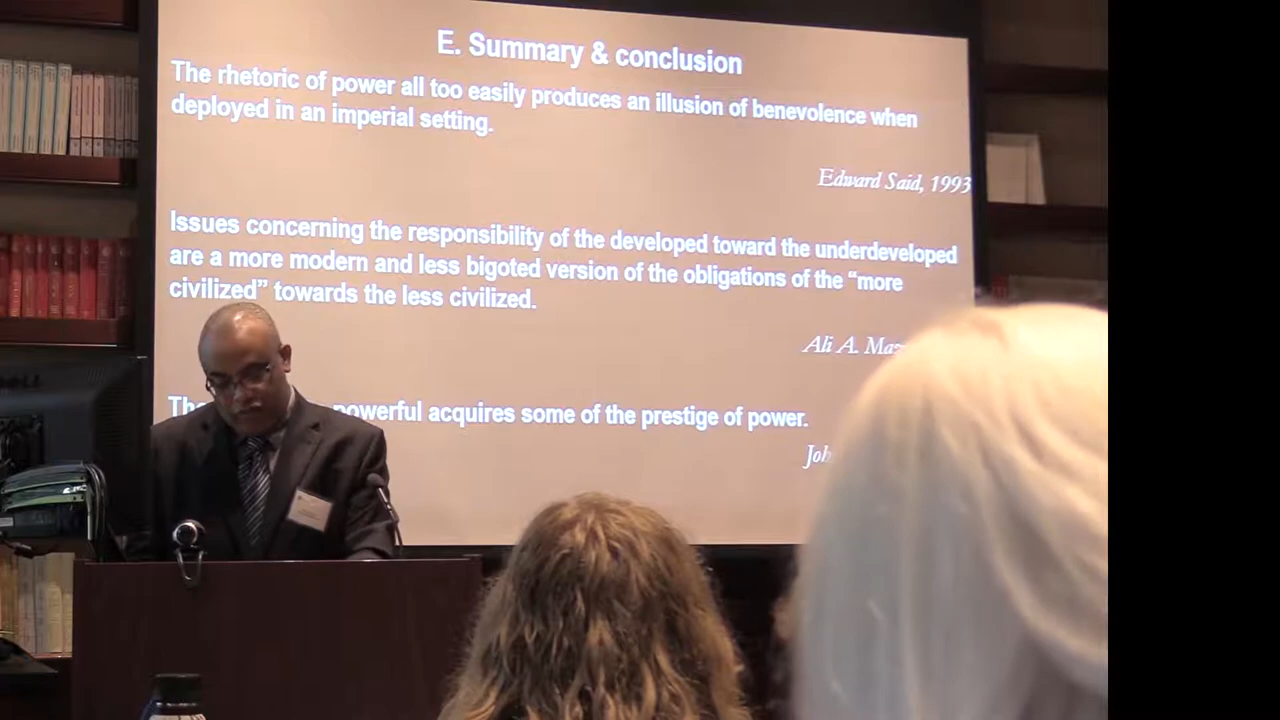 E. Summary & conclusion
The rhetoric of power all too easily produces an illusion of benevolence when
deployed in an imperial setting.
Edward Said, 1993
Issues concerning the responsibility of the developed toward the underdeveloped
are a more modern and less bigoted version of the obligations of the “more
civilized” towards the less civilized.
Ali A.
powerful acquires some of the prestige of power.
DELL